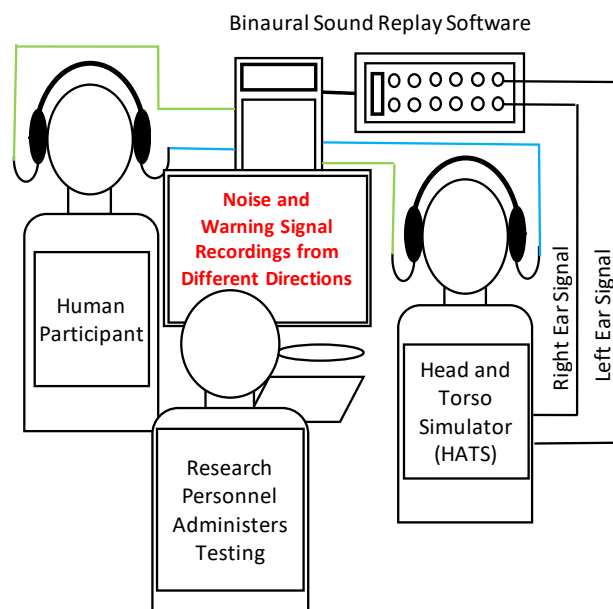 Binaural Sound Replay Software
Noise and
Warning Signal
Recordings from
Different Directions
Human
Participant
Head and
Torso
Simulator
(HATS)
Right Ear Signal
Left Ear Signal
Research
Personnel
Administers
Testing